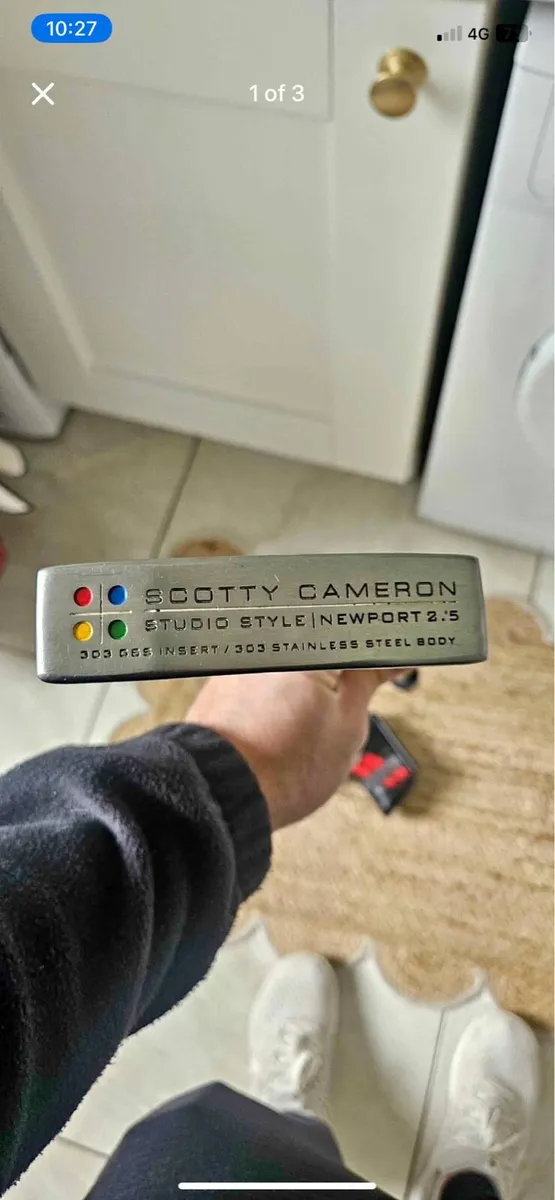 10:27
4G
1 of 3
SCOTTY CAMERON
STUDIO STYLE | NEWPORT 2.5
303 GSS INSERT / 303 STAINLESS STEEL BODY